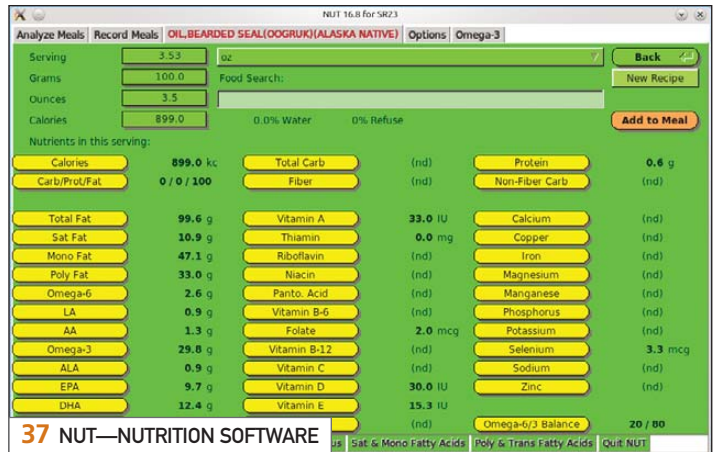 NUT 16.8 for SR23
Analyze Meals Record Meals OIL,BEARDED SEAL(OOGRUK)(ALASKA NATIVE) Options Omega-3
Serving 3.53 oz Back
Grams 100.0 Food Search: New Recipe
Ounces 3.5
Calories 899.0 0.0% Water 0% Refuse Add to Meal
Nutrients in this serving:
Calories 899.0 kc Total Carb (nd) Protein 0.6 g
Carb/Prot/Fat 0 / 0 / 100 Fiber (nd) Non-Fiber Carb (nd)
Total Fat 99.6 g Vitamin A 33.0 IU Calcium (nd)
Sat Fat 10.9 g Thiamin 0.0 mg Copper (nd)
Mono Fat 47.1 g Riboflavin (nd) Iron (nd)
Poly Fat 33.0 g Niacin (nd) Magnesium (nd)
Omega-6 2.6 g Panto. Acid (nd) Manganese (nd)
LA 0.9 g Vitamin B-6 (nd) Phosphorus (nd)
AA 1.3 g Folate 2.0 mcg Potassium (nd)
Omega-3 29.8 g Vitamin B-12 (nd) Selenium 3.3 mcg
ALA 0.9 g Vitamin C (nd) Sodium (nd)
EPA 9.7 g Vitamin D 30.0 IU Zinc (nd)
DHA 12.4 g Vitamin E 15.3 IU
(nd) Omega-6/3 Balance 20 / 80
37 NUT—NUTRITION SOFTWARE
us Sat & Mono Fatty Acids Poly & Trans Fatty Acids Quit NUT